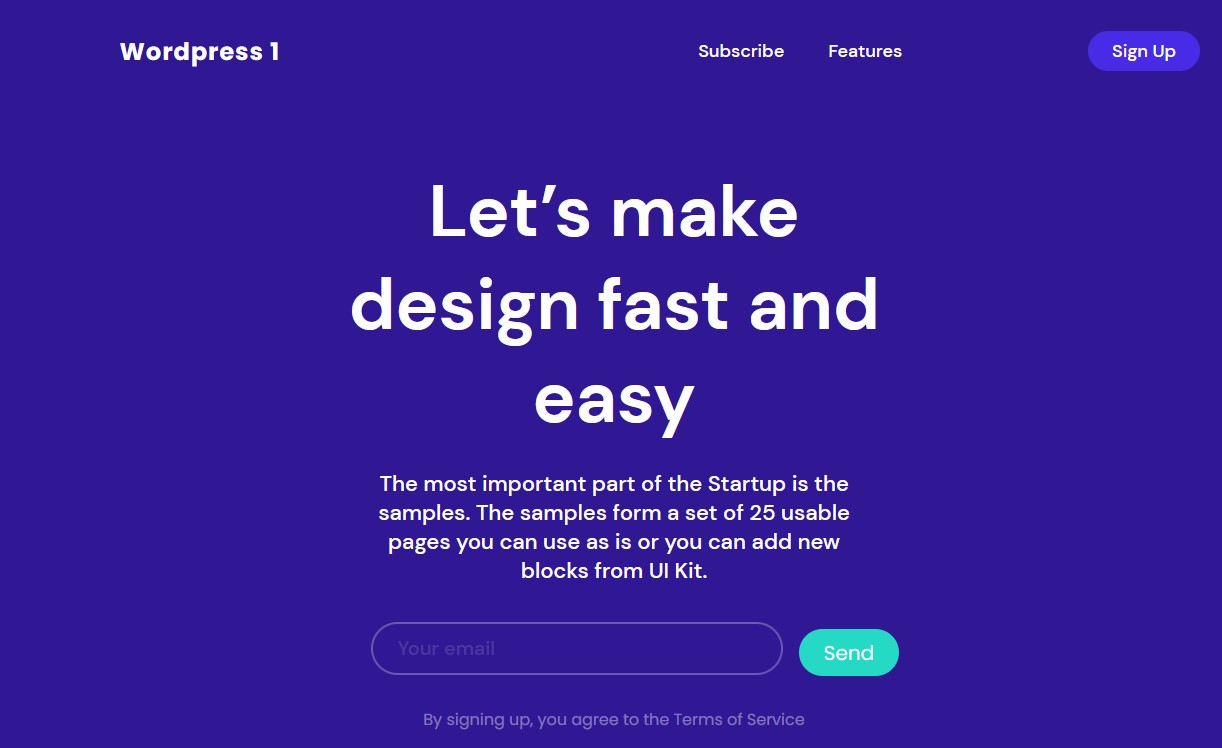 Wordpress 1
Subscribe
Features
Sign Up
Let’s make
design fast and
easy
The most important part of the Startup is the
samples. The samples form a set of 25 usable
pages you can use as is or you can add new
blocks from UI Kit.
Your email
Send
By signing up, you agree to the Terms of Service